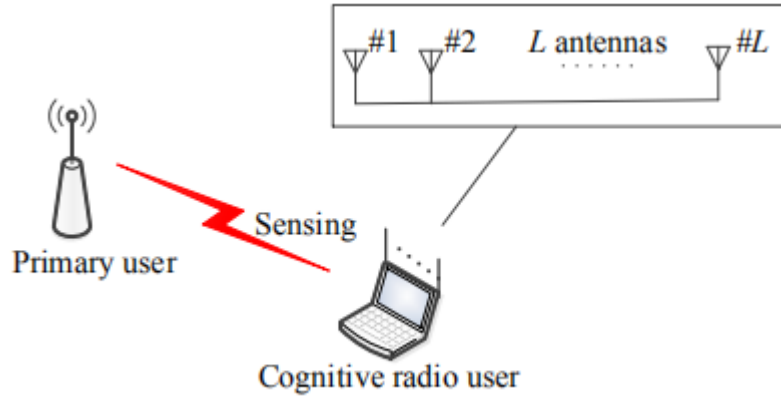 #1 #2 L antennas #L
Sensing
Primary user
Cognitive radio user